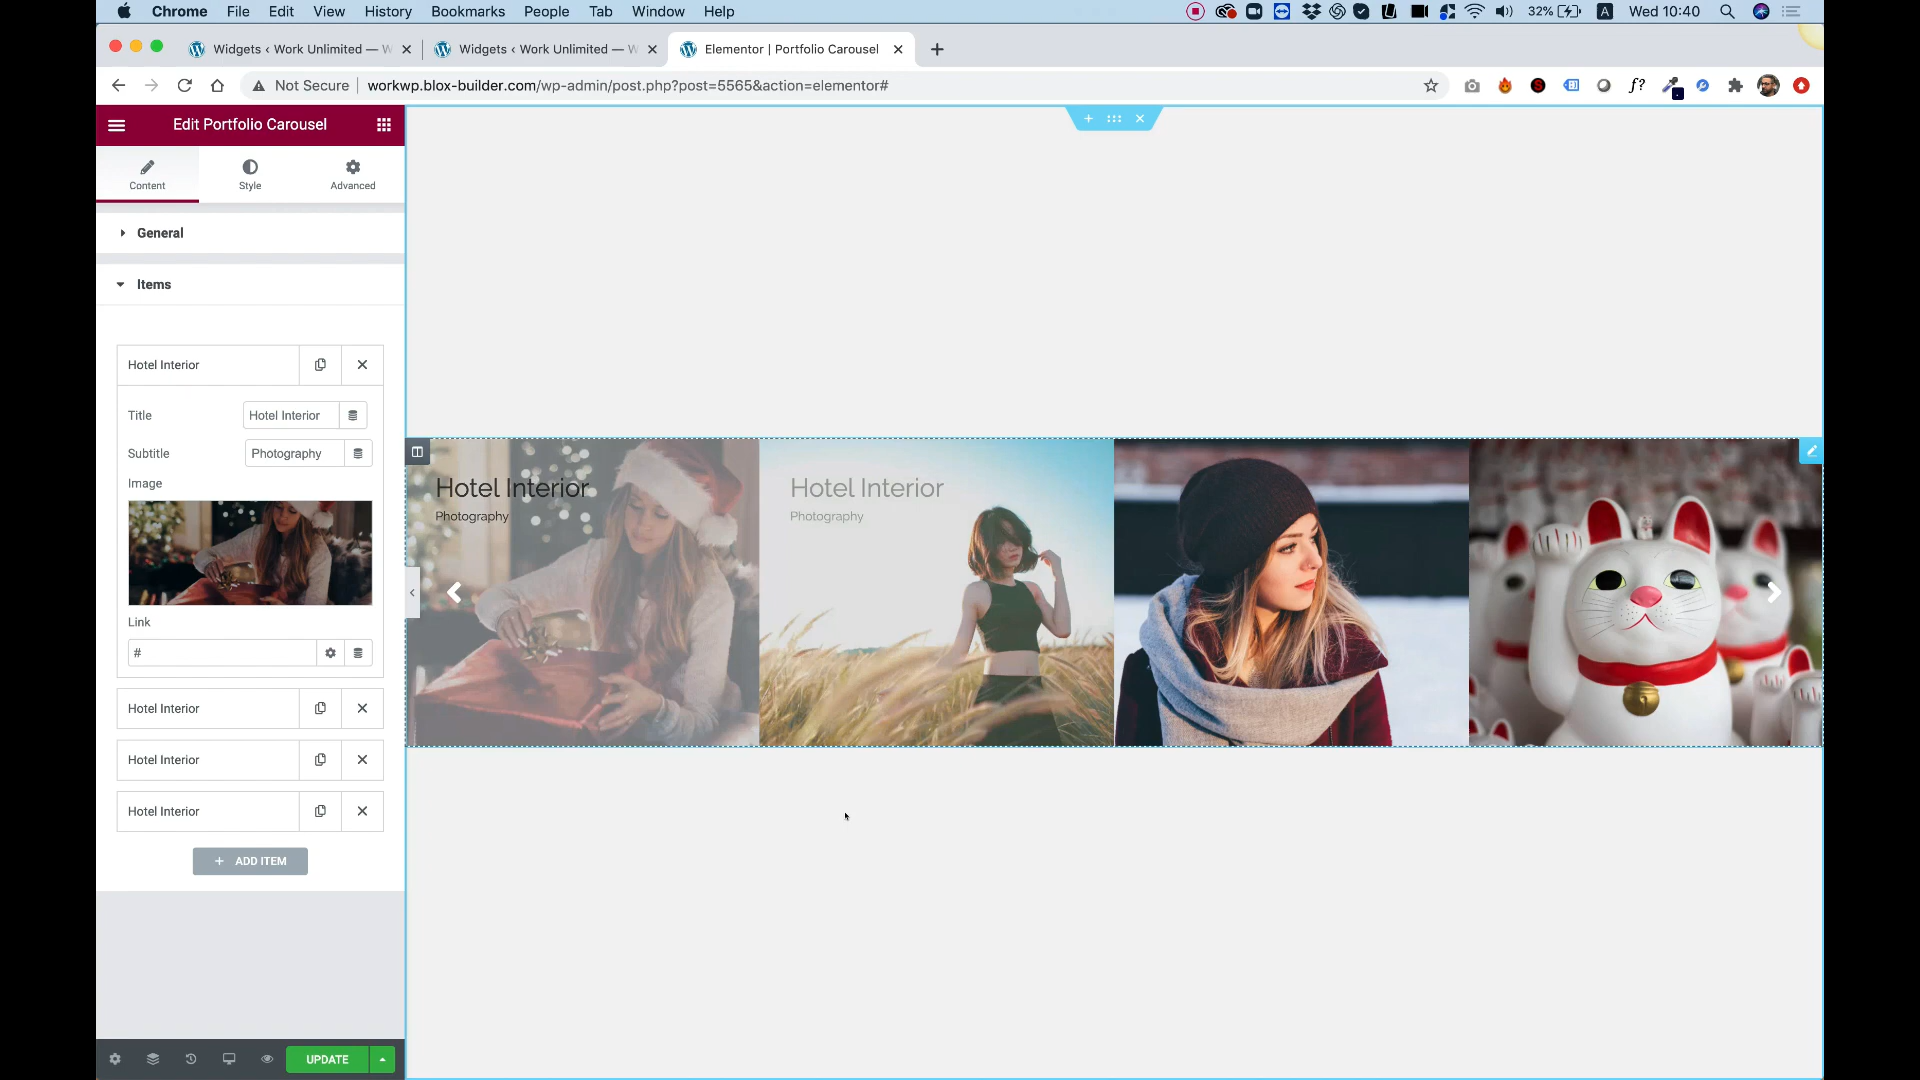 Chrome File Edit View History Bookmarks People Tab Window Help
32% A Wed 10:40
Widgets ‹ Work Unlimited — W
Widgets ‹ Work Unlimited — W
Elementor | Portfolio Carousel
Not Secure workwp.blox-builder.com/wp-admin/post.php?post=5565&action=elementor#
f?
Edit Portfolio Carousel
Content Style Advanced
General
Items
Hotel Interior
Title Hotel Interior
Subtitle Photography
Image
Link
#
Hotel Interior
Hotel Interior
Hotel Interior
+ ADD ITEM
UPDATE
Hotel Interior
Photography
Hotel Interior
Photography